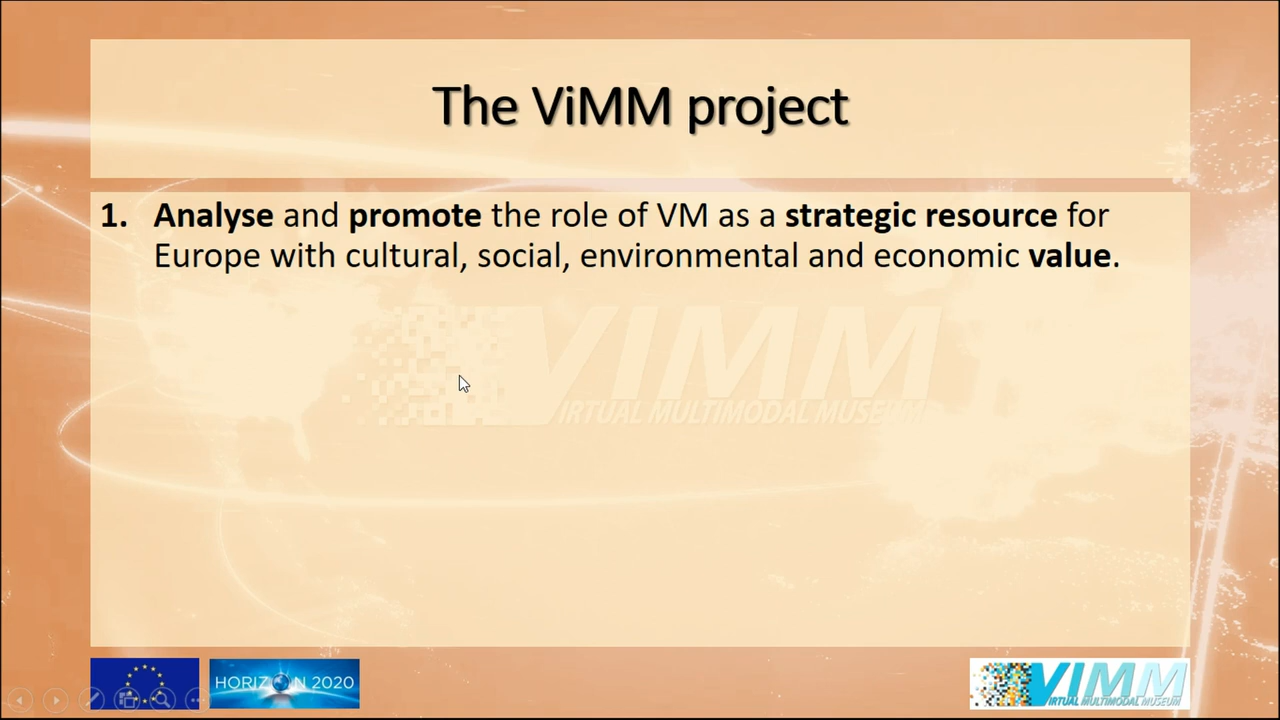 The ViMM project
1. Analyse and promote the role of VM as a strategic resource for
Europe with cultural, social, environmental and economic value.
VIMM
VIRTUAL MULTIMODAL MUSEUM
HORIZON 2020
VIMM
VIRTUAL MULTIMODAL MUSEUM